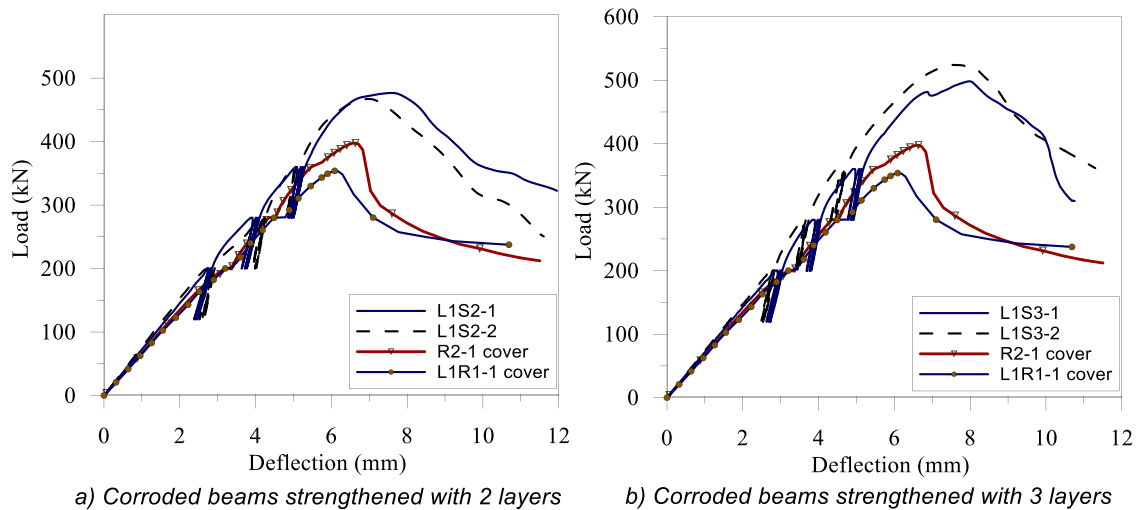 500
400
300
200
100
0
Load (kN)
0 2 4 6 8 10 12
Deflection (mm)
L1S2-1
L1S2-2
R2-1 cover
L1R1-1 cover
a) Corroded beams strengthened with 2 layers
600
500
400
300
200
100
0
Load (kN)
0 2 4 6 8 10 12
Deflection (mm)
L1S3-1
L1S3-2
R2-1 cover
L1R1-1 cover
b) Corroded beams strengthened with 3 layers